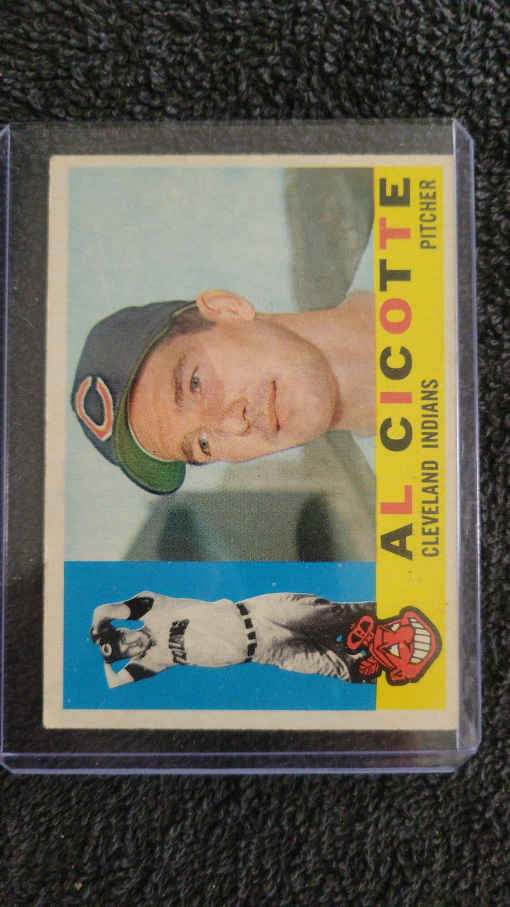 C
AL CICOTTE
CLEVELAND INDIANS
PITCHER